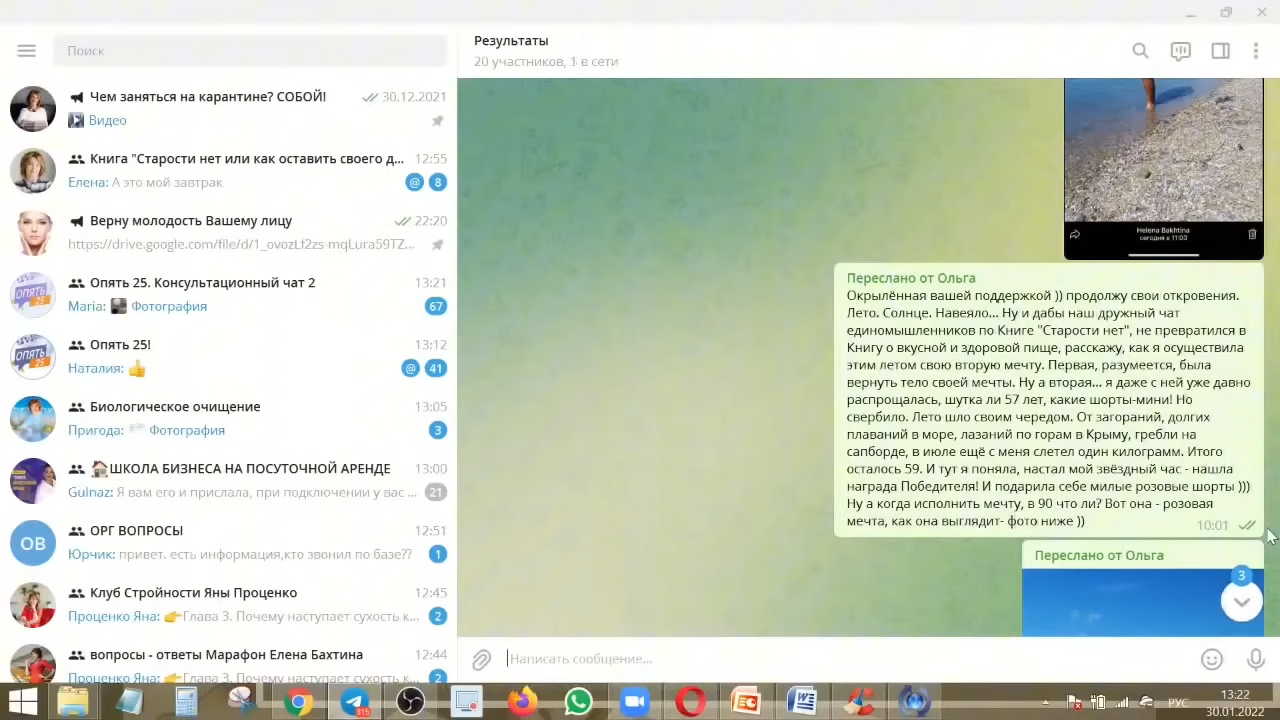 Поиск
Чем заняться на карантине? СОБОЙ!
30.12.2021
Видео
Книга "Старости нет или как оставить своего д...
12:55
Елена: А это мой завтрак
@ 8
Верну молодость Вашему лицу
22:20
https://drive.google.com/file/d/1_ovozLf2zs-mqLura59TZ...
ОПЯТЬ 25
Опять 25. Консультационный чат 2
13:21
Maria: Фотография
67
ОПЯТЬ 25
Опять 25!
13:12
Наталия: 👍
@ 41
Биологическое очищение
13:05
Пригода: Фотография
3
🏠ШКОЛА БИЗНЕСА НА ПОСУТОЧНОЙ АРЕНДЕ
13:00
Gulnaz: Я вам его и прислала, при подключении у вас ...
21
ОВ
ОРГ ВОПРОСЫ
12:51
Юрчик: привет. есть информация,кто звонил по базе??
1
Клуб Стройности Яны Проценко
12:45
Проценко Яна: 👉Глава 3. Почему наступает сухость к...
2
вопросы - ответы Марафон Елена Бахтина
12:44
Проценко Яна: 👉Глава 3. Почему наступает сухость к...
2
Результаты
20 участников, 1 в сети
Helena Bakhtina
сегодня в 11:03
Переслано от Ольга
Окрылённая вашей поддержкой )) продолжу свои откровения.
Лето. Солнце. Навеяло... Ну и дабы наш дружный чат
единомышленников по Книге "Старости нет", не превратился в
Книгу о вкусной и здоровой пище, расскажу, как я осуществила
этим летом свою вторую мечту. Первая, разумеется, была
вернуть тело своей мечты. Ну а вторая... я даже с ней уже давно
распрощалась, шутка ли 57 лет, какие шорты-мини! Но
свербило. Лето шло своим чередом. От загораний, долгих
плаваний в море, лазаний по горам в Крыму, гребли на
сапборде, в июле ещё с меня слетел один килограмм. Итого
осталось 59. И тут я поняла, настал мой звёздный час - нашла
награда Победителя! И подарила себе милые розовые шорты )))
Ну а когда исполнить мечту, в 90 что ли? Вот она - розовая
мечта, как она выглядит- фото ниже ))
10:01
Переслано от Ольга
3
Написать сообщение...
315
РУС
13:22
30.01.2022